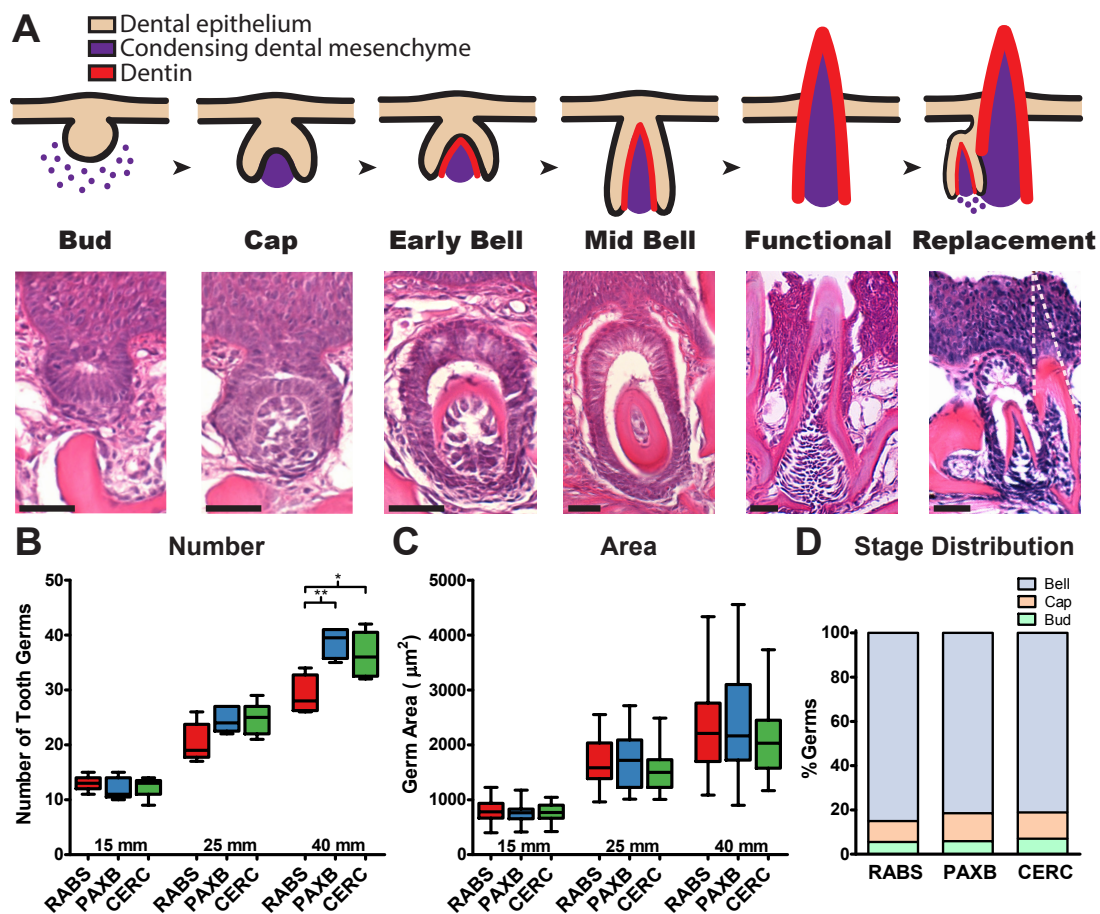 A
Dental epithelium
Condensing dental mesenchyme
Dentin
Bud Cap Early Bell Mid Bell Functional Replacement
B Number
Number of Tooth Germs
50
40
30
20
10
0
* 
**
15 mm 25 mm 40 mm
RABS PAXB CERC RABS PAXB CERC RABS PAXB CERC
C Area
Germ Area ( µm²)
5000
4000
3000
2000
1000
0
15 mm 25 mm 40 mm
RABS PAXB CERC RABS PAXB CERC RABS PAXB CERC
D Stage Distribution
Bell
Cap
Bud
% Germs
100
80
60
40
20
0
RABS PAXB CERC